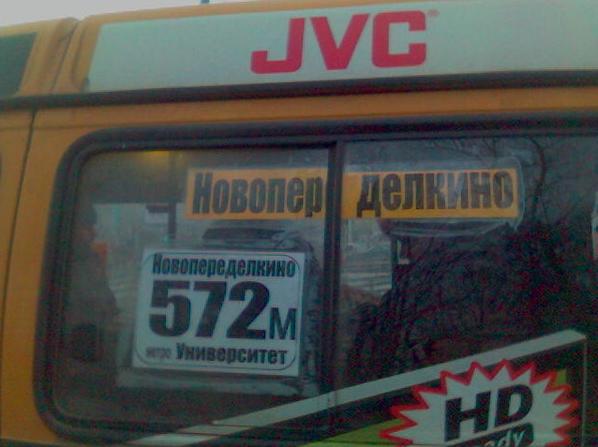 JVC
Новопер делкино
Новопеределкино
572м
метро Университет
HD